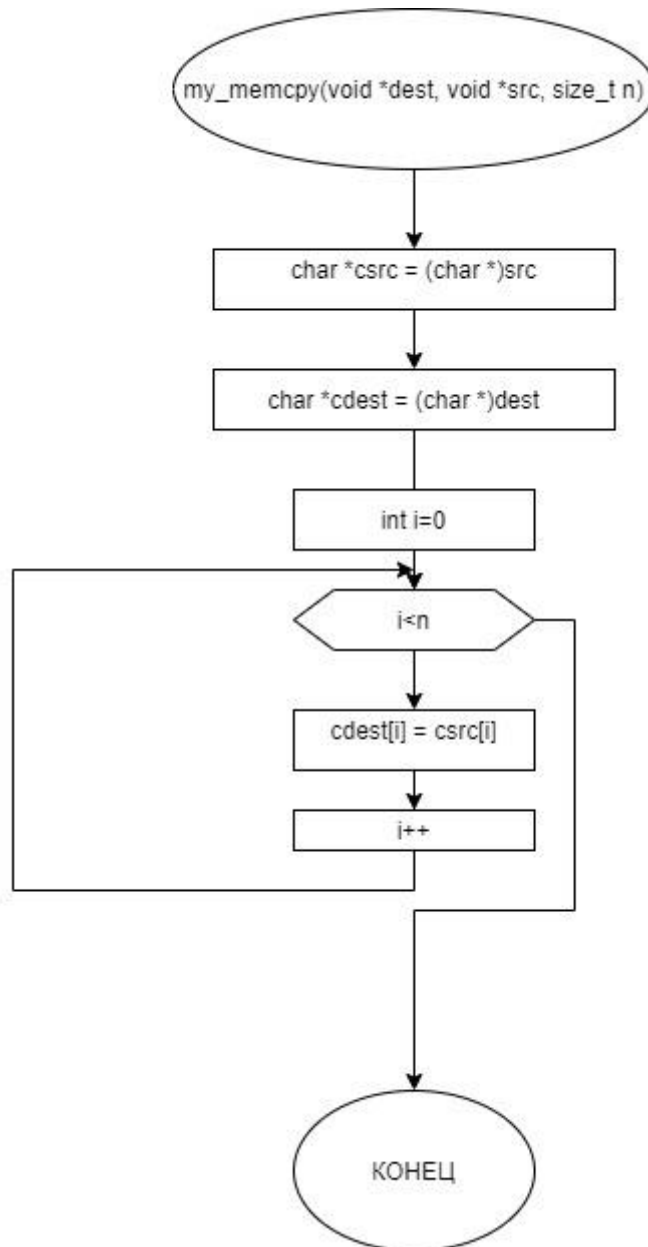 my_memcpy(void *dest, void *src, size_t n)
char *csrc = (char *)src
char *cdest = (char *)dest
int i=0
i<n
cdest[i] = csrc[i]
i++
КОНЕЦ